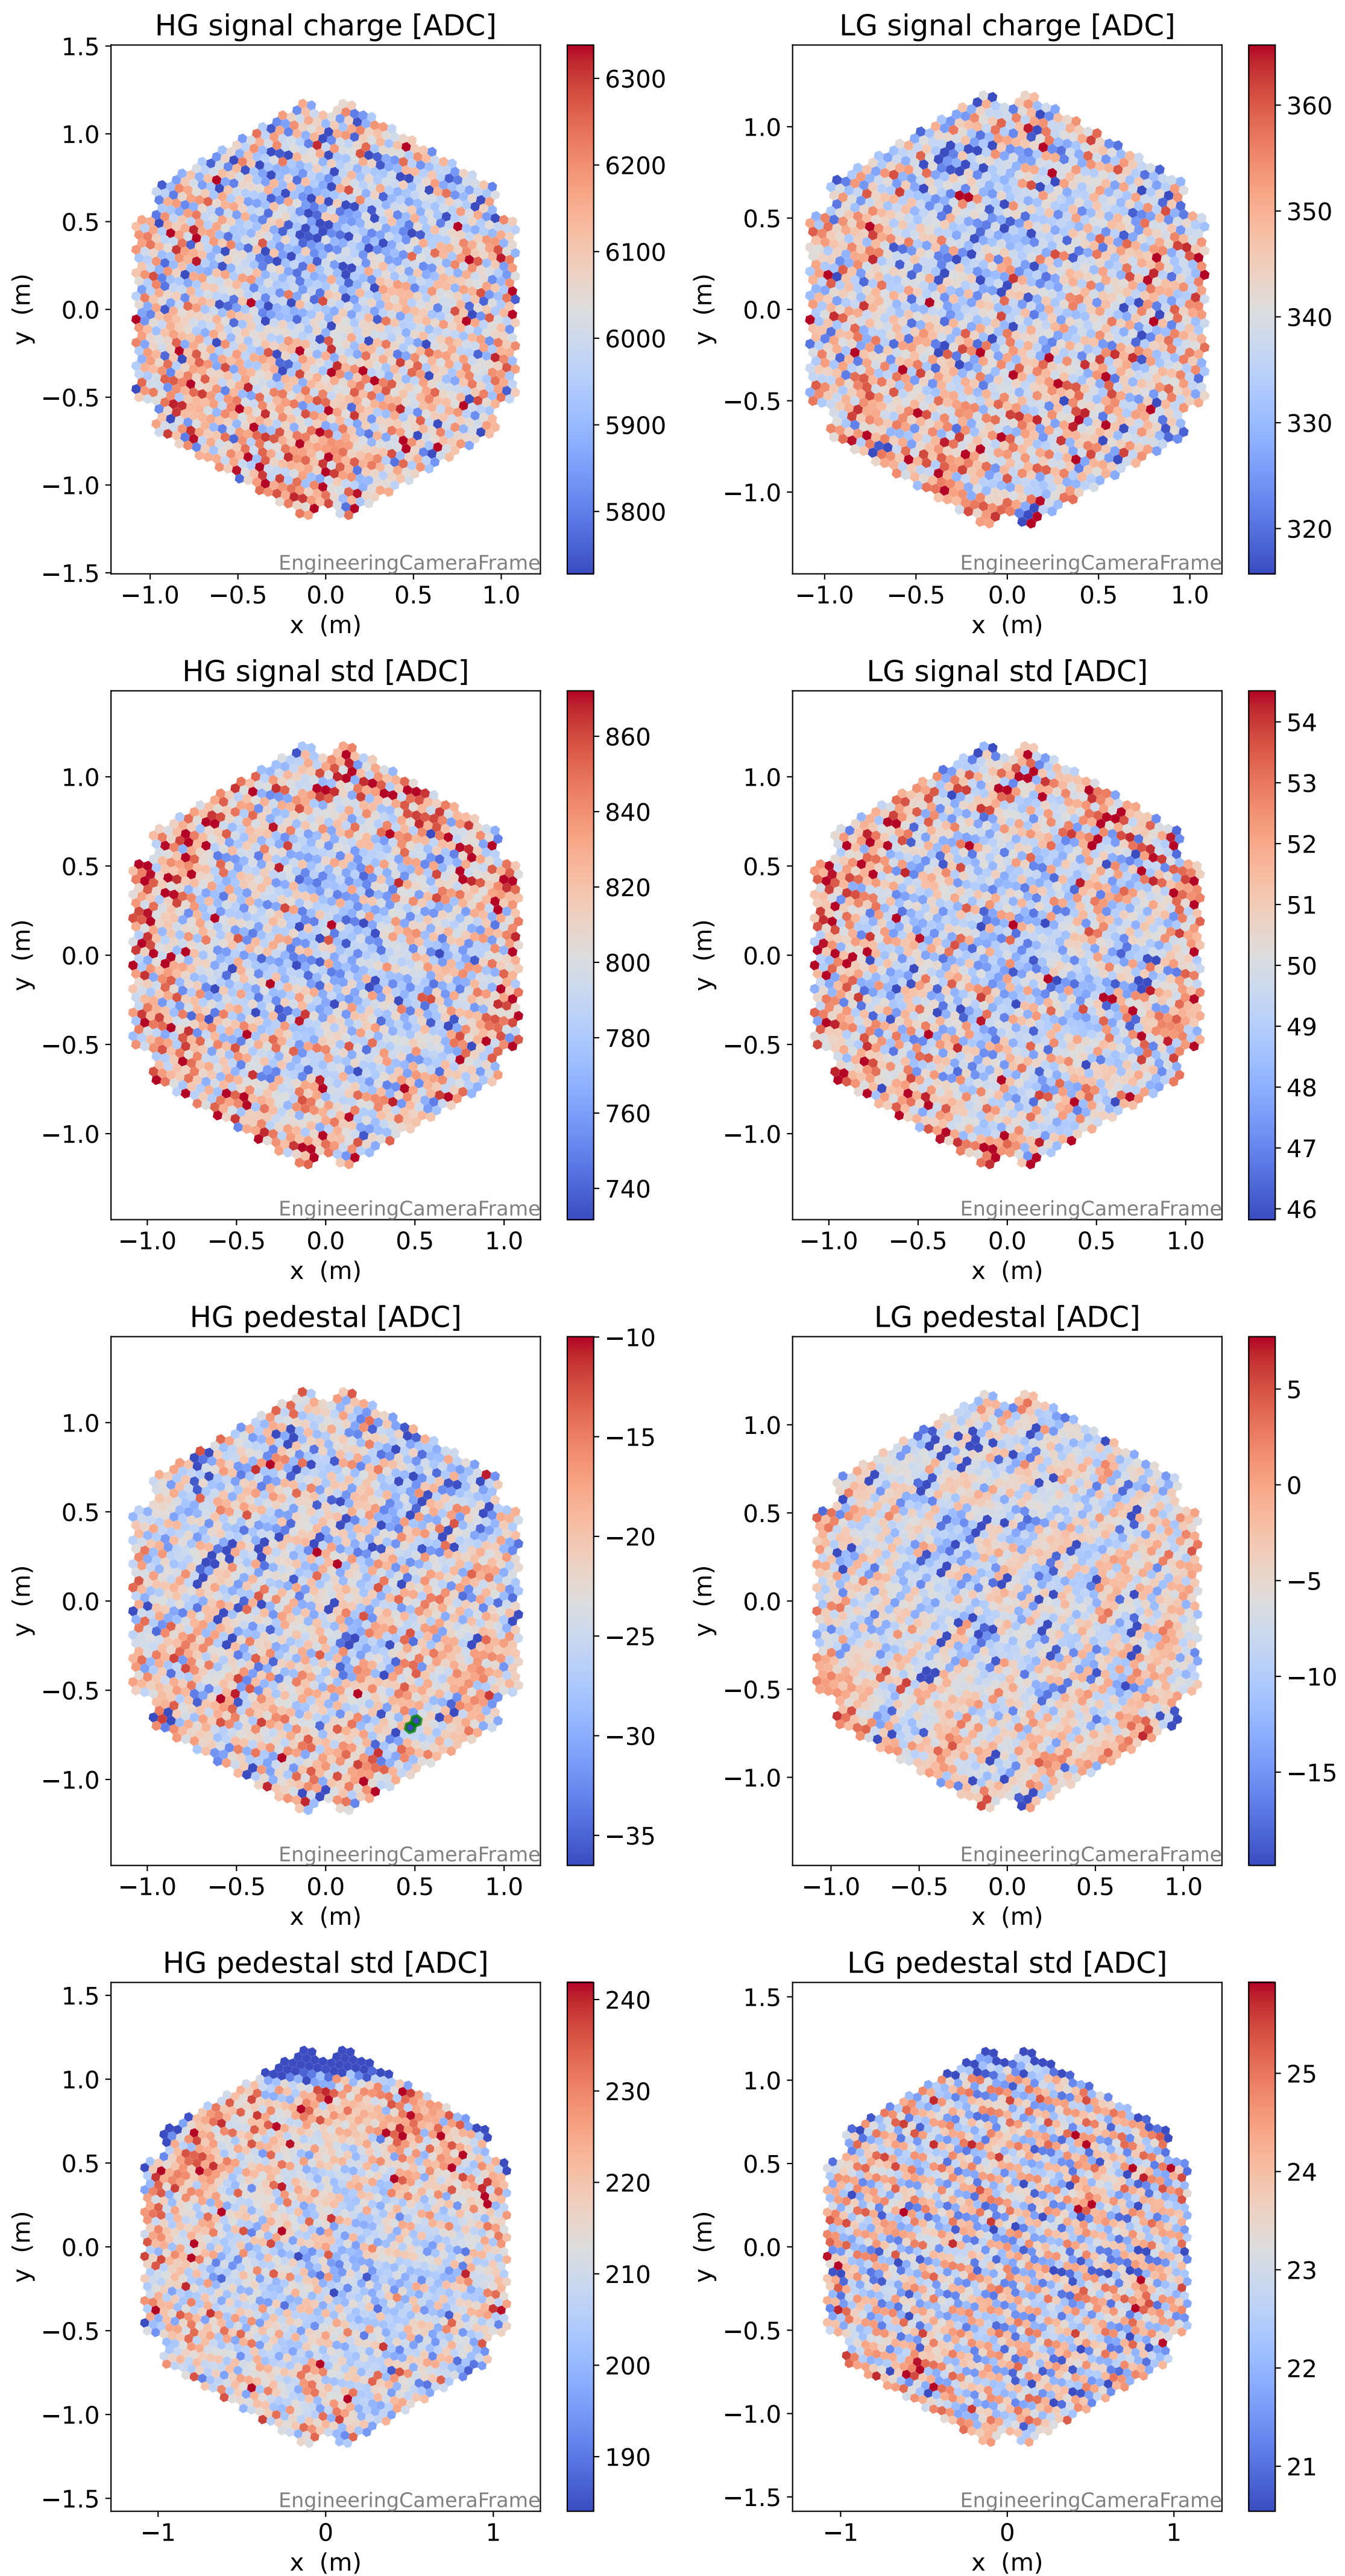 HG signal charge [ADC]
1.5
1.0
0.5
0.0
−0.5
−1.0
−1.5
y (m)
−1.0 −0.5 0.0 0.5 1.0
x (m)
EngineeringCameraFrame
6300
6200
6100
6000
5900
5800
LG signal charge [ADC]
1.0
0.5
0.0
−0.5
−1.0
y (m)
−1.0 −0.5 0.0 0.5 1.0
x (m)
EngineeringCameraFrame
360
350
340
330
320
HG signal std [ADC]
1.0
0.5
0.0
−0.5
−1.0
y (m)
−1.0 −0.5 0.0 0.5 1.0
x (m)
EngineeringCameraFrame
860
840
820
800
780
760
740
LG signal std [ADC]
1.0
0.5
0.0
−0.5
−1.0
y (m)
−1.0 −0.5 0.0 0.5 1.0
x (m)
EngineeringCameraFrame
54
53
52
51
50
49
48
47
46
HG pedestal [ADC]
1.0
0.5
0.0
−0.5
−1.0
y (m)
−1.0 −0.5 0.0 0.5 1.0
x (m)
EngineeringCameraFrame
−10
−15
−20
−25
−30
−35
LG pedestal [ADC]
1.0
0.5
0.0
−0.5
−1.0
y (m)
−1.0 −0.5 0.0 0.5 1.0
x (m)
EngineeringCameraFrame
5
0
−5
−10
−15
HG pedestal std [ADC]
1.5
1.0
0.5
0.0
−0.5
−1.0
−1.5
y (m)
−1 0 1
x (m)
EngineeringCameraFrame
240
230
220
210
200
190
LG pedestal std [ADC]
1.5
1.0
0.5
0.0
−0.5
−1.0
−1.5
y (m)
−1 0 1
x (m)
EngineeringCameraFrame
25
24
23
22
21